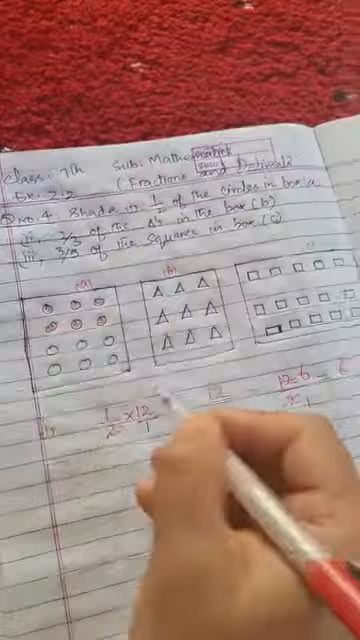 Class: 7th Sub: Mathematics
Ex. 2.2 (Fractions and Decimals
Q No. 4. Shade in 1/2 of the circles in box (a
ii, 2/3 of the Δ's in the box (b)
iii, 3/5 of the Squares in box (c)
(a) (b)
1/2 × 12/1 12 12 6 = 6